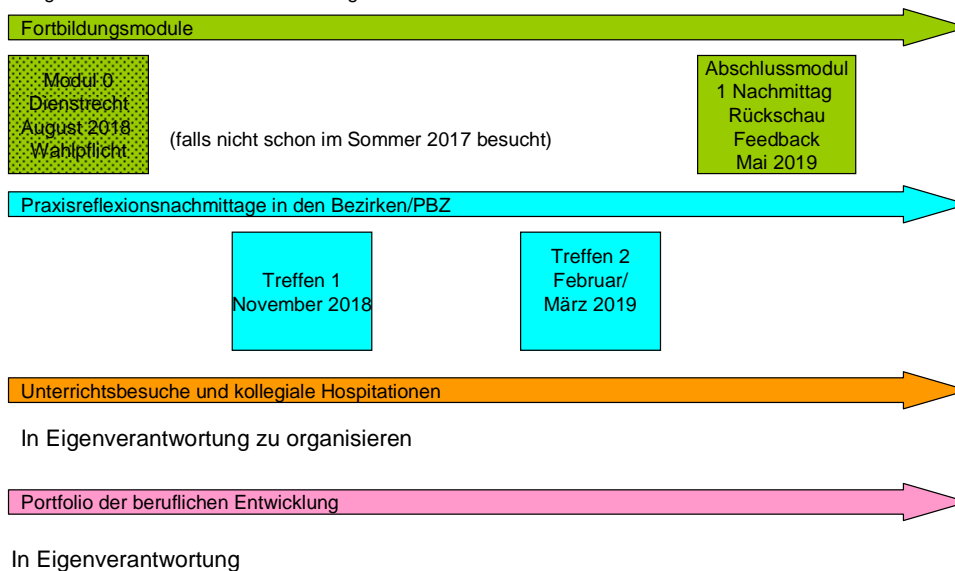 Fortbildungsmodule
Modul 0
Dienstrecht
August 2018
Wahlpflicht
(falls nicht schon im Sommer 2017 besucht)
Abschlussmodul
1 Nachmittag
Rückschau
Feedback
Mai 2019
Praxisreflexionsnachmittage in den Bezirken/PBZ
Treffen 1
November 2018
Treffen 2
Februar/
März 2019
Unterrichtsbesuche und kollegiale Hospitationen
In Eigenverantwortung zu organisieren
Portfolio der beruflichen Entwicklung
In Eigenverantwortung